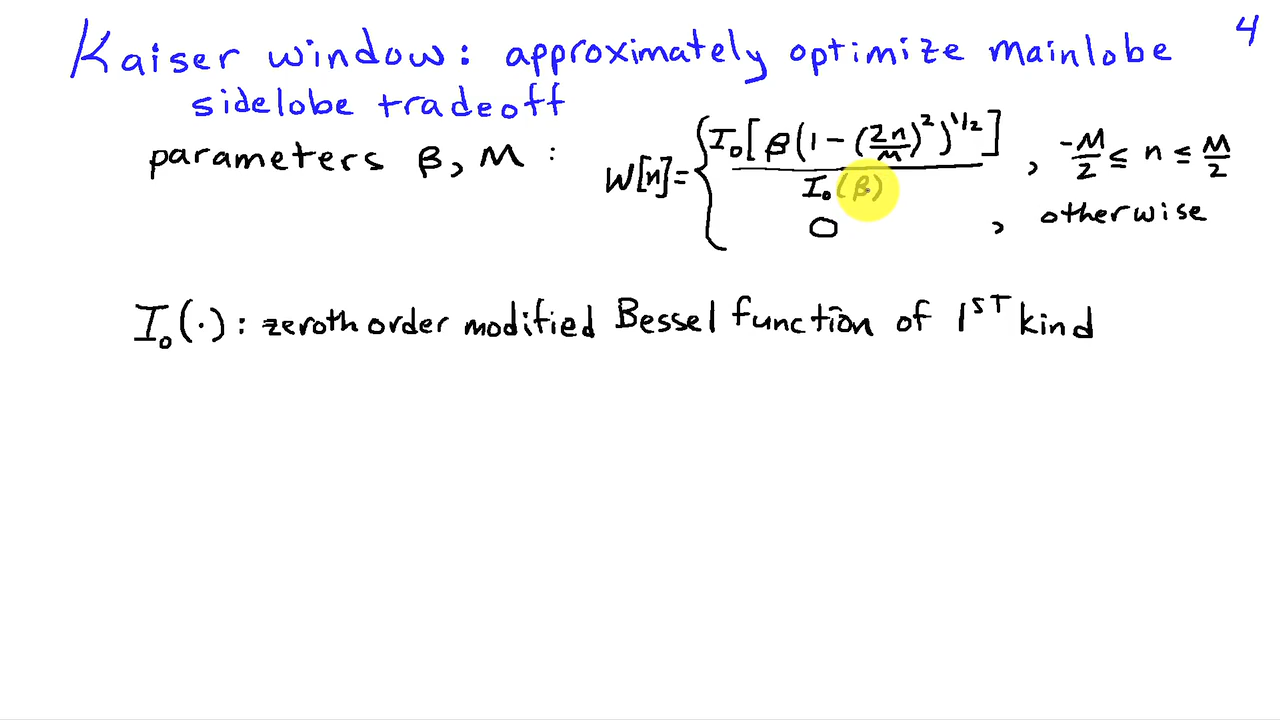 4
Kaiser window: approximately optimize mainlobe
sidelobe tradeoff
parameters β, M :
W[n] = { I₀[β(1-(2n/M)²)^1/2] / I₀(β) , -M/2 ≤ n ≤ M/2
0 , otherwise
I₀(·): zeroth order modified Bessel function of 1ST kind